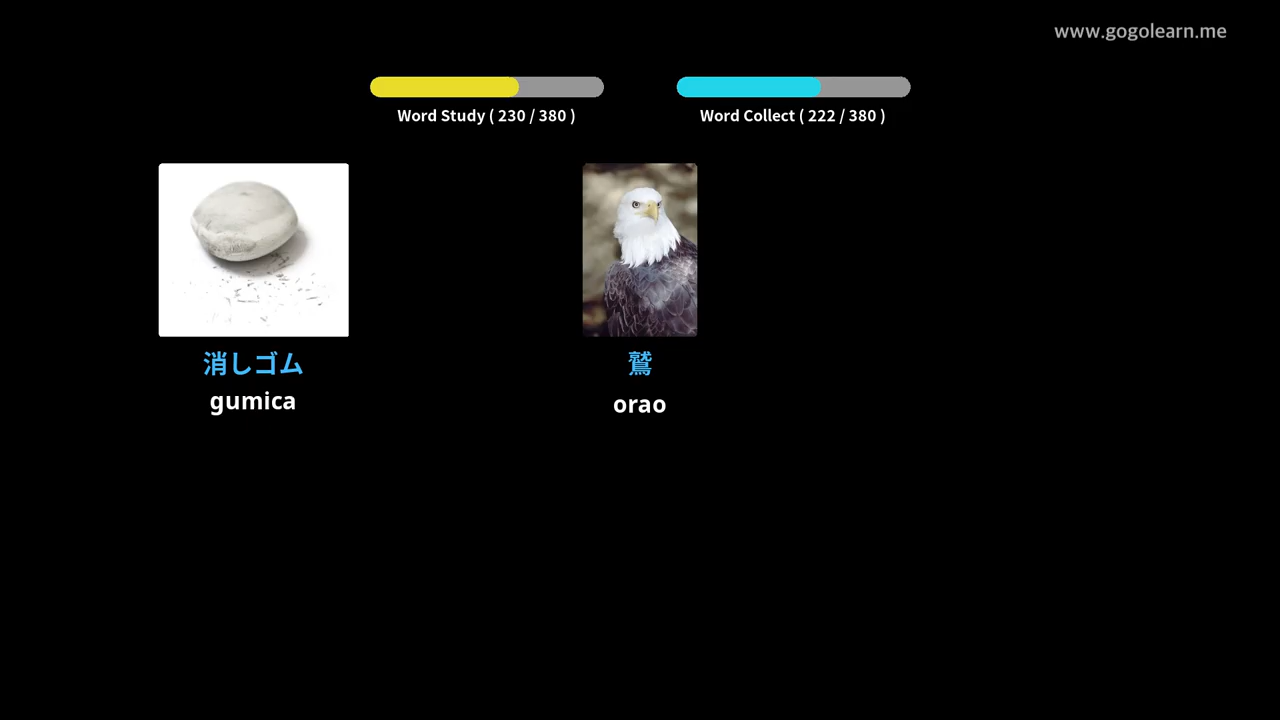 www.gogolearn.me
Word Study ( 230 / 380 )
Word Collect ( 222 / 380 )
消しゴム
gumica
鷲
orao